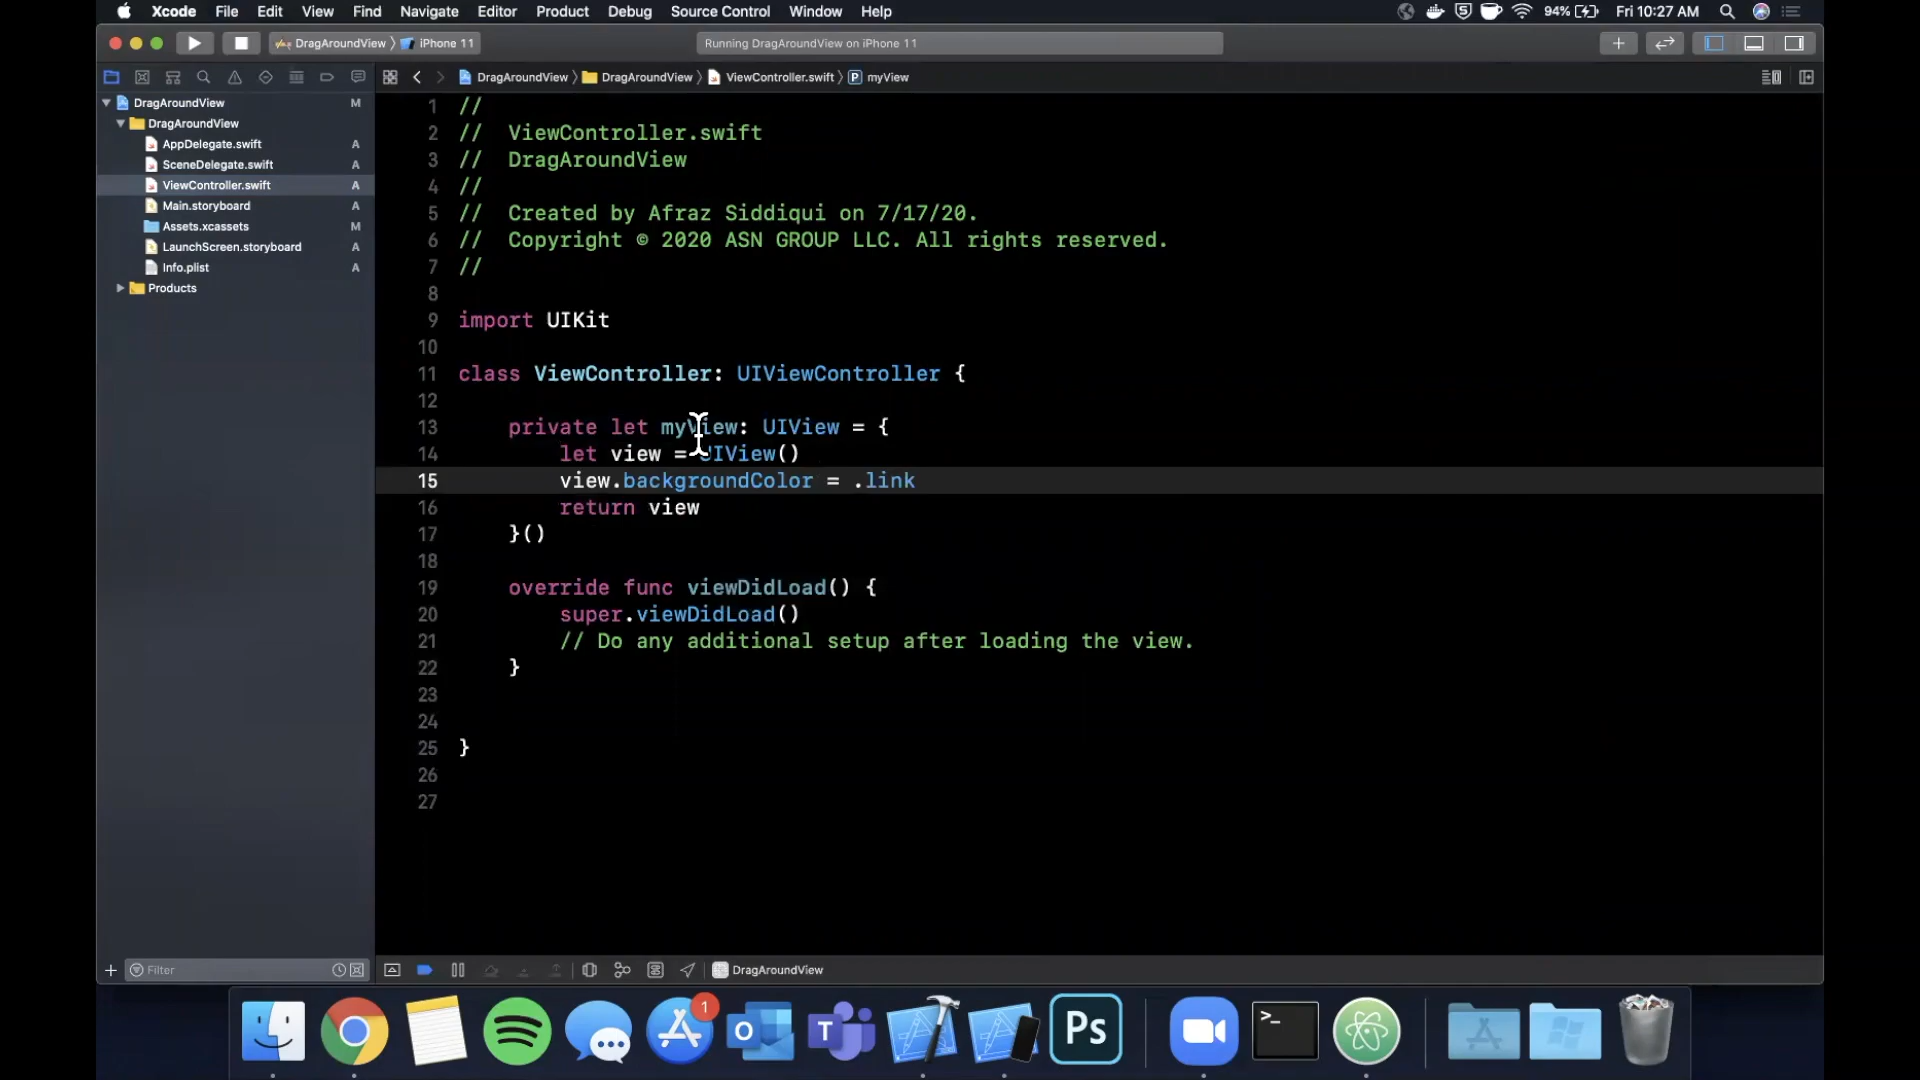 Xcode File Edit View Find Navigate Editor Product Debug Source Control Window Help
94% Fri 10:27 AM
DragAroundView iPhone 11
Running DragAroundView on iPhone 11
DragAroundView DragAroundView ViewController.swift P myView
DragAroundView M
DragAroundView
AppDelegate.swift A
SceneDelegate.swift A
ViewController.swift A
Main.storyboard A
Assets.xcassets M
LaunchScreen.storyboard A
Info.plist A
Products
1 //
2 //  ViewController.swift
3 //  DragAroundView
4 //
5 //  Created by Afraz Siddiqui on 7/17/20.
6 //  Copyright © 2020 ASN GROUP LLC. All rights reserved.
7 //
8
9 import UIKit
10
11 class ViewController: UIViewController {
12
13     private let myView: UIView = {
14         let view = UIView()
15         view.backgroundColor = .link
16         return view
17     }()
18
19     override func viewDidLoad() {
20         super.viewDidLoad()
21         // Do any additional setup after loading the view.
22     }
23
24
25 }
26
27
Filter
DragAroundView
1
Ps